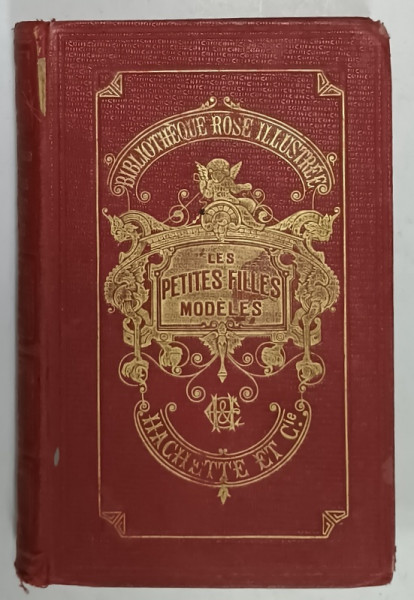 BIBLIOTHÈQUE ROSE ILLUSTRÉE
LES
PETITES FILLES
MODÈLES
H&C
HACHETTE ET Cie.